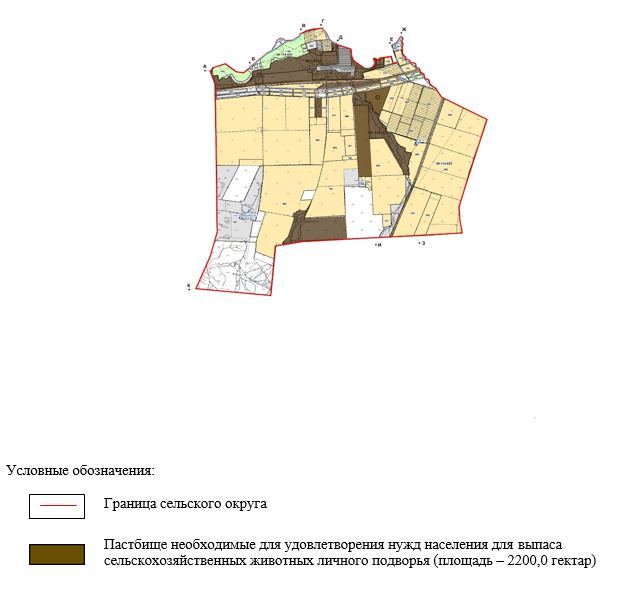 Г
В
Ж
Д
Е
Б
А
И
З
К
Условные обозначения:
Граница сельского округа
Пастбище необходимые для удовлетворения нужд населения для выпаса
сельскохозяйственных животных личного подворья (площадь – 2200,0 гектар)